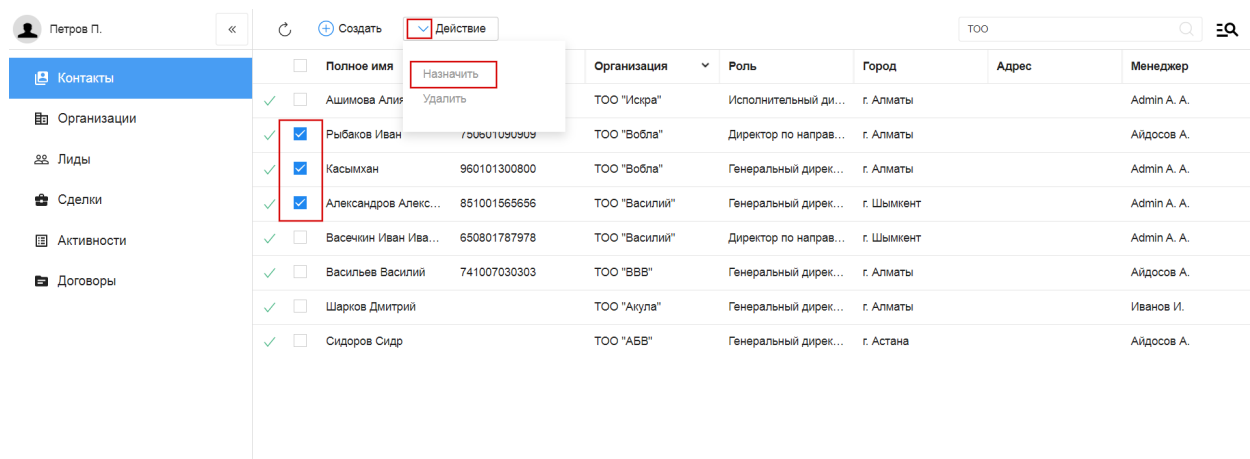 Петров П.
«
Создать
Действие
ТОО
Контакты
Организации
Лиды
Сделки
Активности
Договоры
Назначить
Удалить
Полное имя Организация Роль Город Адрес Менеджер
Ашимова Алия ТОО "Искра" Исполнительный ди... г. Алматы Admin A. A.
Рыбаков Иван 750601090909 ТОО "Вобла" Директор по направ... г. Алматы Айдосов А.
Касымхан 960101300800 ТОО "Вобла" Генеральный дирек... г. Алматы Admin A. A.
Александров Алекс... 851001565656 ТОО "Василий" Генеральный дирек... г. Шымкент Admin A. A.
Васечкин Иван Ива... 650801787978 ТОО "Василий" Директор по направ... г. Шымкент Admin A. A.
Васильев Василий 741007030303 ТОО "ВВВ" Генеральный дирек... г. Алматы Айдосов А.
Шарков Дмитрий ТОО "Акула" Генеральный дирек... г. Алматы Иванов И.
Сидоров Сидр ТОО "АБВ" Генеральный дирек... г. Астана Айдосов А.